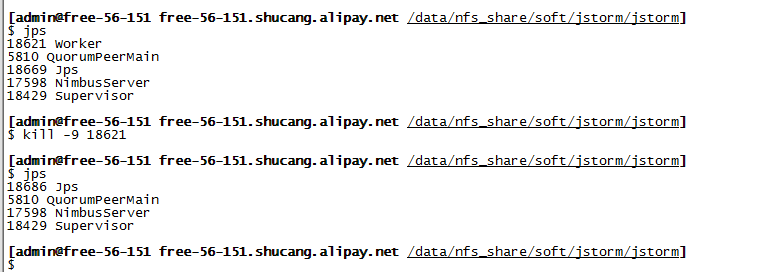 [admin@free-56-151 free-56-151.shucang.alipay.net /data/nfs_share/soft/jstorm/jstorm]
$ jps
18621 Worker
5810 QuorumPeerMain
18669 Jps
17598 NimbusServer
18429 Supervisor
[admin@free-56-151 free-56-151.shucang.alipay.net /data/nfs_share/soft/jstorm/jstorm]
$ kill -9 18621
[admin@free-56-151 free-56-151.shucang.alipay.net /data/nfs_share/soft/jstorm/jstorm]
$ jps
18686 Jps
5810 QuorumPeerMain
17598 NimbusServer
18429 Supervisor
[admin@free-56-151 free-56-151.shucang.alipay.net /data/nfs_share/soft/jstorm/jstorm]
$